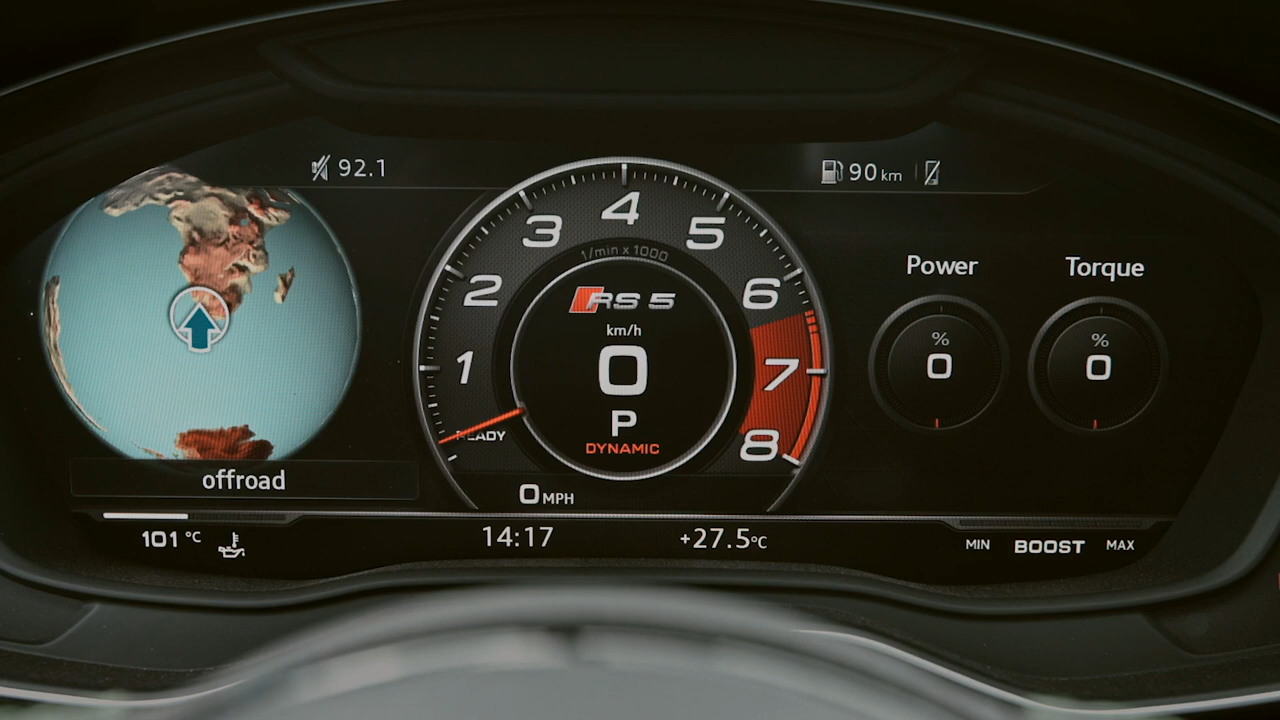 92.1
90 km
1 2 3 4 5 6 7 8
1/min x 1000
RS 5
km/h
0
P
DYNAMIC
0 MPH
Power
% 0
Torque
% 0
offroad
101 °C
14:17
+27.5°C
MIN BOOST MAX